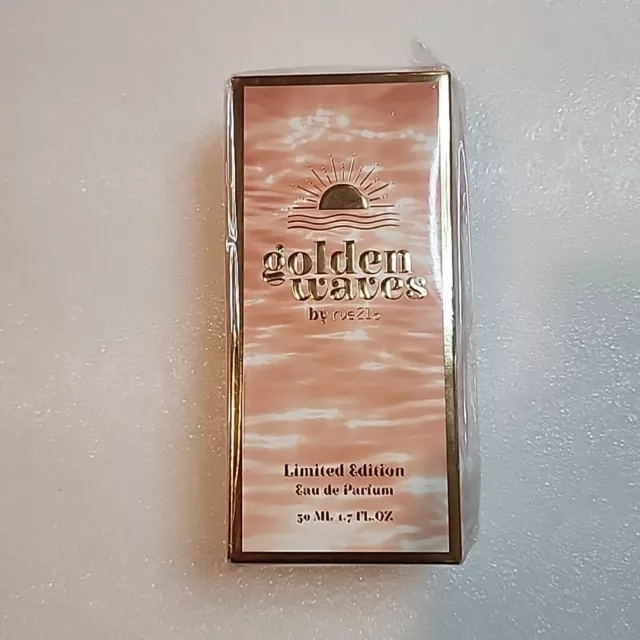 golden
waves
by rue21
Limited Edition
Eau de Parfum
50 ML 1.7 FL.OZ